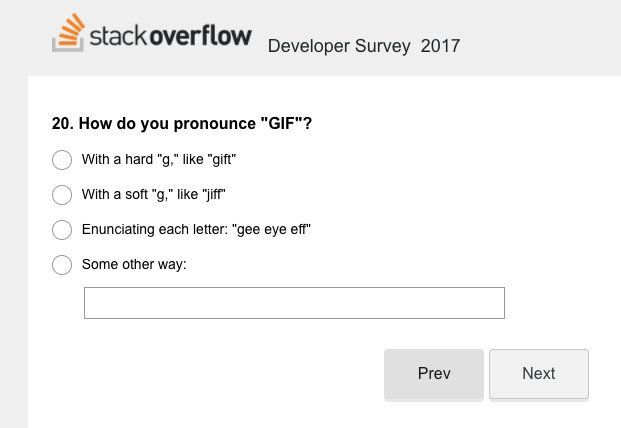 stackoverflow Developer Survey 2017
20. How do you pronounce "GIF"?
With a hard "g," like "gift"
With a soft "g," like "jiff"
Enunciating each letter: "gee eye eff"
Some other way:
Prev Next